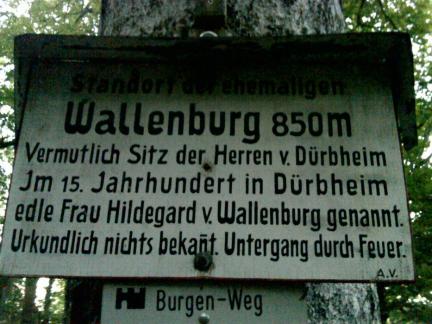 Standort der ehemaligen
Wallenburg 850m
Vermutlich Sitz der Herren v. Dürbheim
Jm 15. Jahrhundert in Dürbheim
edle Frau Hildegard v. Wallenburg genannt.
Urkundlich nichts bekan̄t. Untergang durch Feuer.
A.V.
Burgen-Weg